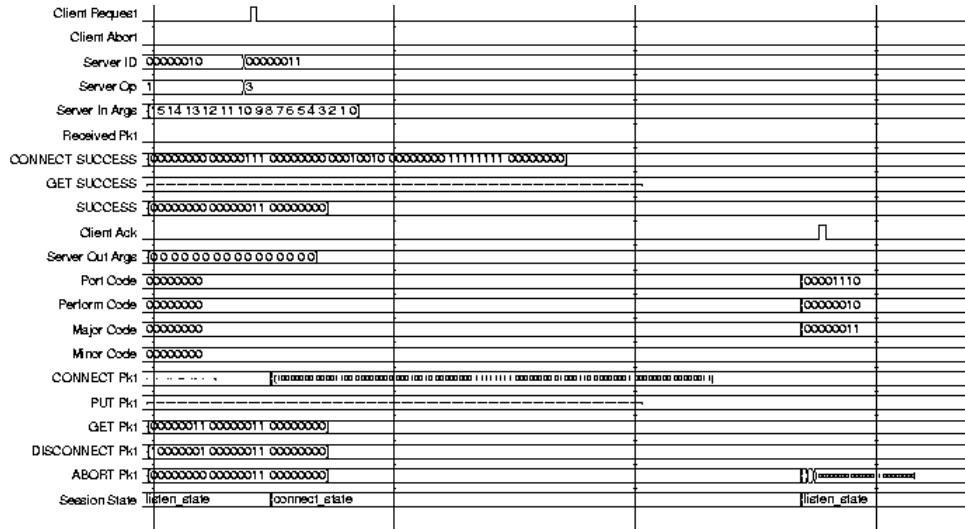 Client Request
Client Abort
Server ID 00000010 00000011
Server Op 1 3
Server In Args [15 14 13 12 11 10 9 8 7 6 5 4 3 2 1 0]
Received Pkt
CONNECT SUCCESS [00000000 00000111 00000000 00010010 00000000 11111111 00000000]
GET SUCCESS
SUCCESS [00000000 00000011 00000000]
Client Ack
Server Out Args [0 0 0 0 0 0 0 0 0 0 0 0 0 0 0 0]
Port Code 00000000 00001110
Perform Code 00000000 00000010
Major Code 00000000 00000011
Minor Code 00000000
CONNECT Pkt
PUT Pkt
GET Pkt [00000011 00000011 00000000]
DISCONNECT Pkt [10000001 00000011 00000000]
ABORT Pkt [00000000 00000011 00000000]
Session State listen_state connect_state listen_state